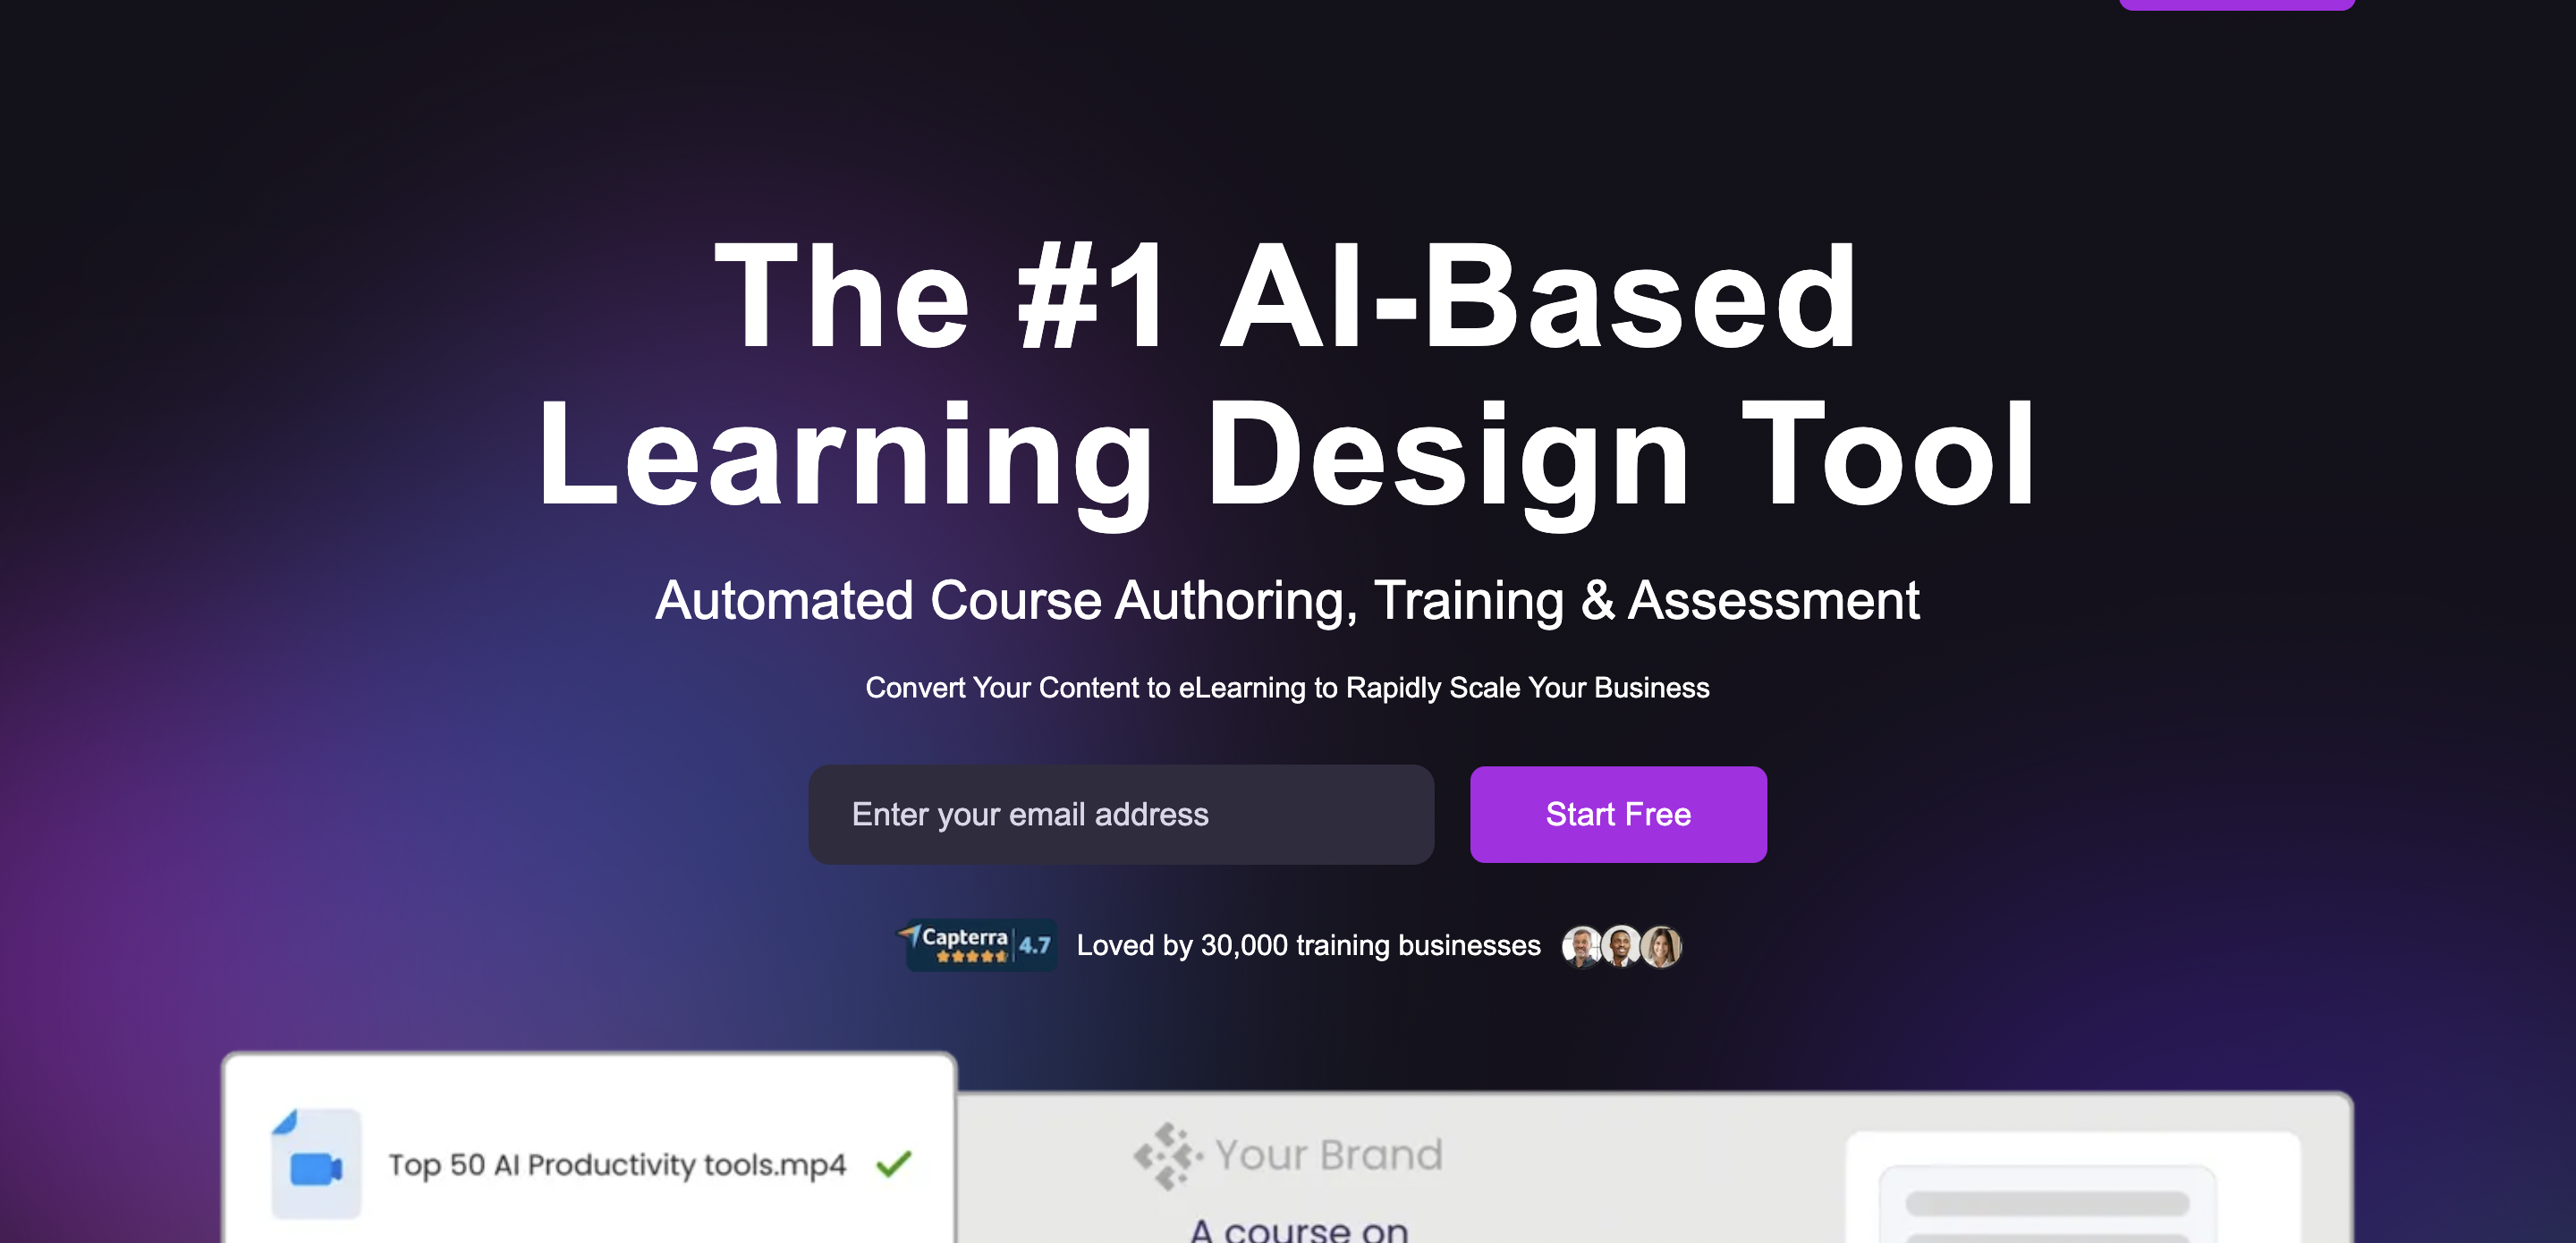 The #1 AI-Based
Learning Design Tool
Automated Course Authoring, Training & Assessment
Convert Your Content to eLearning to Rapidly Scale Your Business
Enter your email address
Start Free
Capterra 4.7
Loved by 30,000 training businesses
Top 50 AI Productivity tools.mp4
Your Brand
A course on